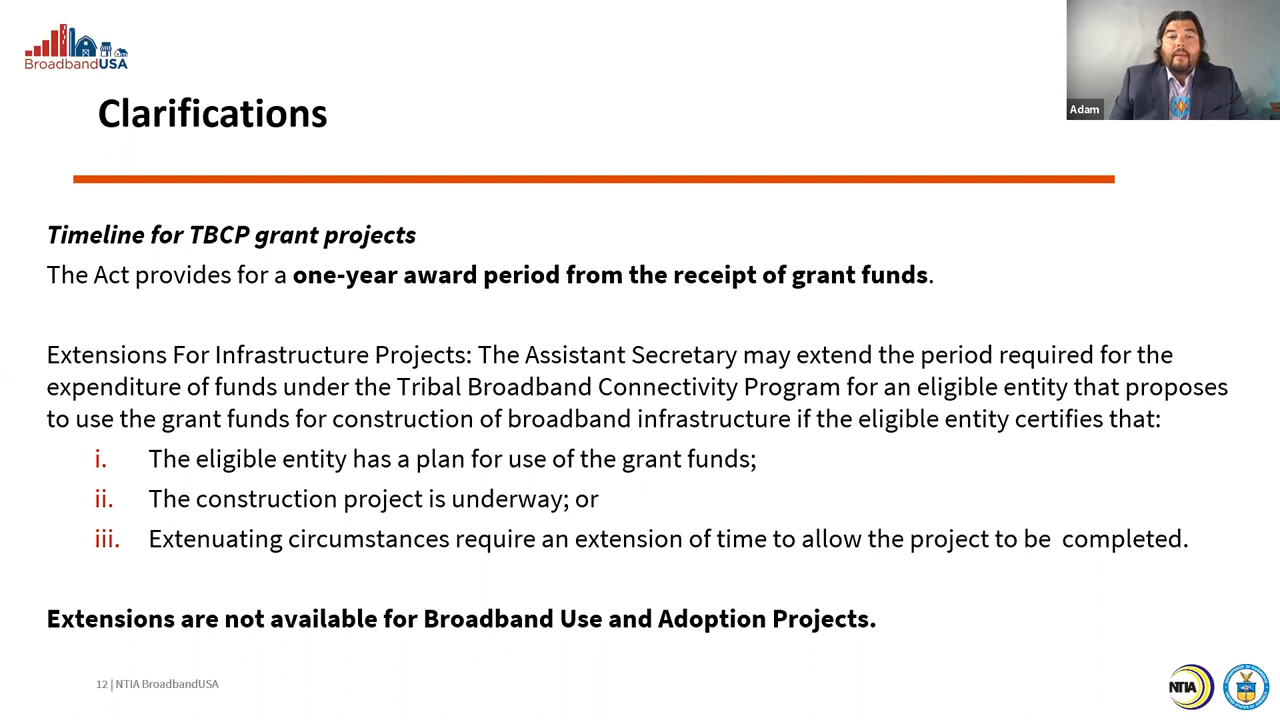 BroadbandUSA
Adam
Clarifications
Timeline for TBCP grant projects
The Act provides for a one-year award period from the receipt of grant funds.
Extensions For Infrastructure Projects: The Assistant Secretary may extend the period required for the
expenditure of funds under the Tribal Broadband Connectivity Program for an eligible entity that proposes
to use the grant funds for construction of broadband infrastructure if the eligible entity certifies that:
i. The eligible entity has a plan for use of the grant funds;
ii. The construction project is underway; or
iii. Extenuating circumstances require an extension of time to allow the project to be  completed.
Extensions are not available for Broadband Use and Adoption Projects.
12 | NTIA BroadbandUSA
NTIA